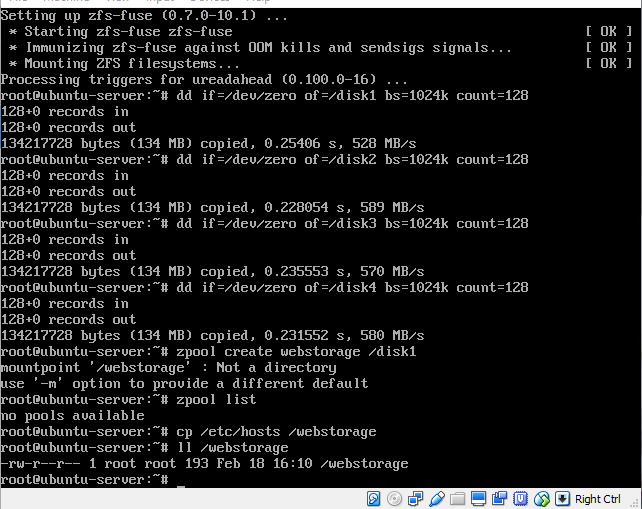 Setting up zfs-fuse (0.7.0-10.1) ...
 * Starting zfs-fuse zfs-fuse [ OK ]
 * Immunizing zfs-fuse against OOM kills and sendsigs signals... [ OK ]
 * Mounting ZFS filesystems... [ OK ]
Processing triggers for ureadahead (0.100.0-16) ...
root@ubuntu-server:~# dd if=/dev/zero of=/disk1 bs=1024k count=128
128+0 records in
128+0 records out
134217728 bytes (134 MB) copied, 0.25406 s, 528 MB/s
root@ubuntu-server:~# dd if=/dev/zero of=/disk2 bs=1024k count=128
128+0 records in
128+0 records out
134217728 bytes (134 MB) copied, 0.228054 s, 589 MB/s
root@ubuntu-server:~# dd if=/dev/zero of=/disk3 bs=1024k count=128
128+0 records in
128+0 records out
134217728 bytes (134 MB) copied, 0.235553 s, 570 MB/s
root@ubuntu-server:~# dd if=/dev/zero of=/disk4 bs=1024k count=128
128+0 records in
128+0 records out
134217728 bytes (134 MB) copied, 0.231552 s, 580 MB/s
root@ubuntu-server:~# zpool create webstorage /disk1
mountpoint '/webstorage' : Not a directory
use '-m' option to provide a different default
root@ubuntu-server:~# zpool list
no pools available
root@ubuntu-server:~# cp /etc/hosts /webstorage
root@ubuntu-server:~# ll /webstorage
-rw-r--r-- 1 root root 193 Feb 18 16:10 /webstorage
root@ubuntu-server:~# _
Right Ctrl